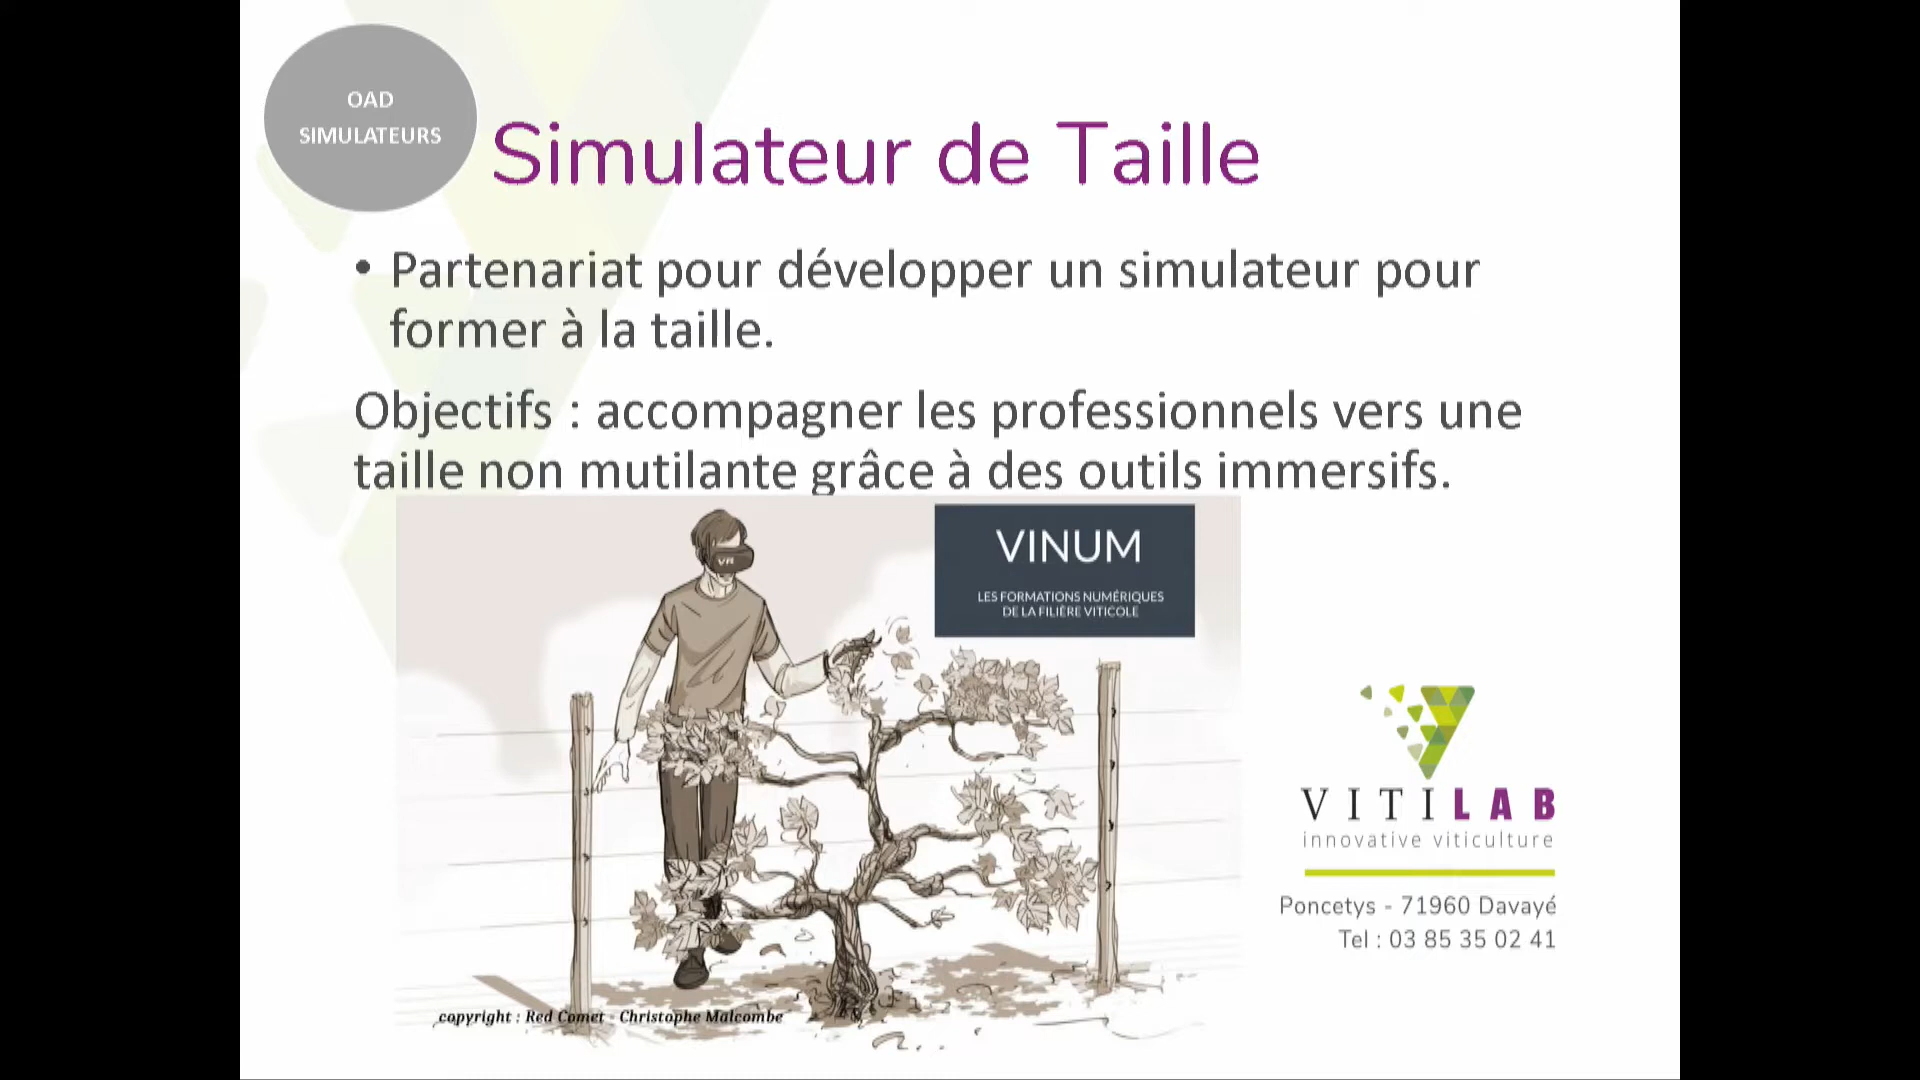 OAD
SIMULATEURS
Simulateur de Taille
• Partenariat pour développer un simulateur pour
former à la taille.
Objectifs : accompagner les professionnels vers une
taille non mutilante grâce à des outils immersifs.
VR
VINUM
LES FORMATIONS NUMÉRIQUES
DE LA FILIÈRE VITICOLE
VITILAB
innovative viticulture
Poncetys - 71960 Davayé
Tel : 03 85 35 02 41
copyright : Red Comet - Christophe Malcombe